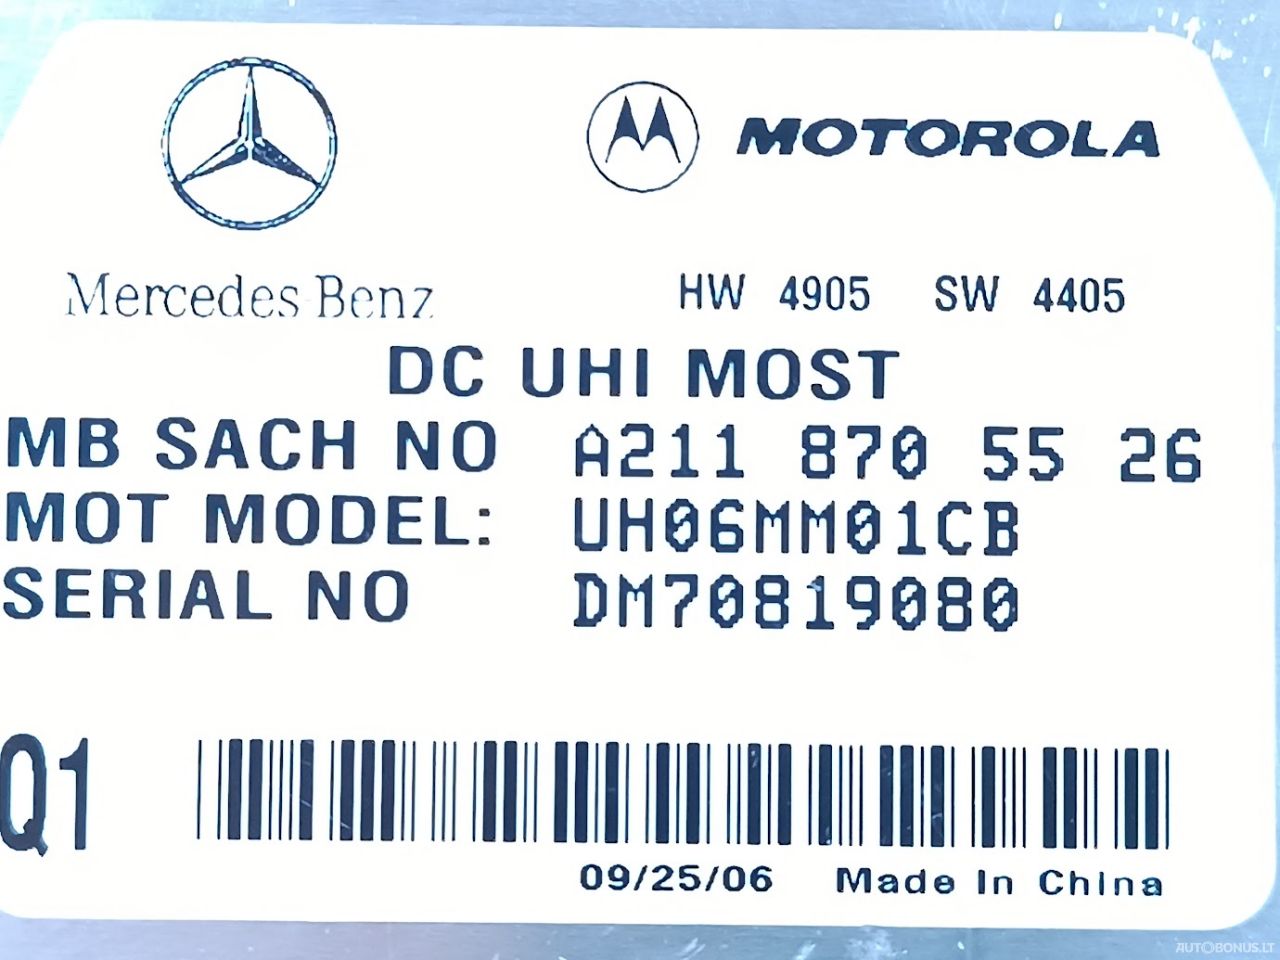 MOTOROLA
Mercedes-Benz
HW 4905 SW 4405
DC UHI MOST
MB SACH NO A211 870 55 26
MOT MODEL: UH06MM01CB
SERIAL NO DM70819080
Q1
09/25/06 Made In China
AUTOBONUS.LT